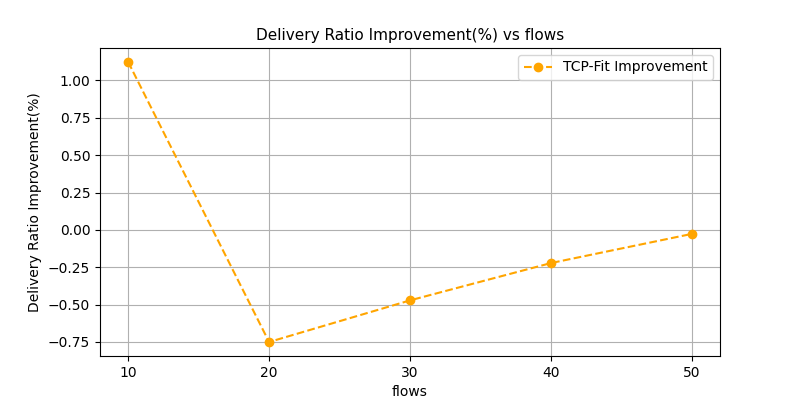 Delivery Ratio Improvement(%) vs flows
TCP-Fit Improvement
Delivery Ratio Improvement(%)
1.00
0.75
0.50
0.25
0.00
−0.25
−0.50
−0.75
10 20 30 40 50
flows